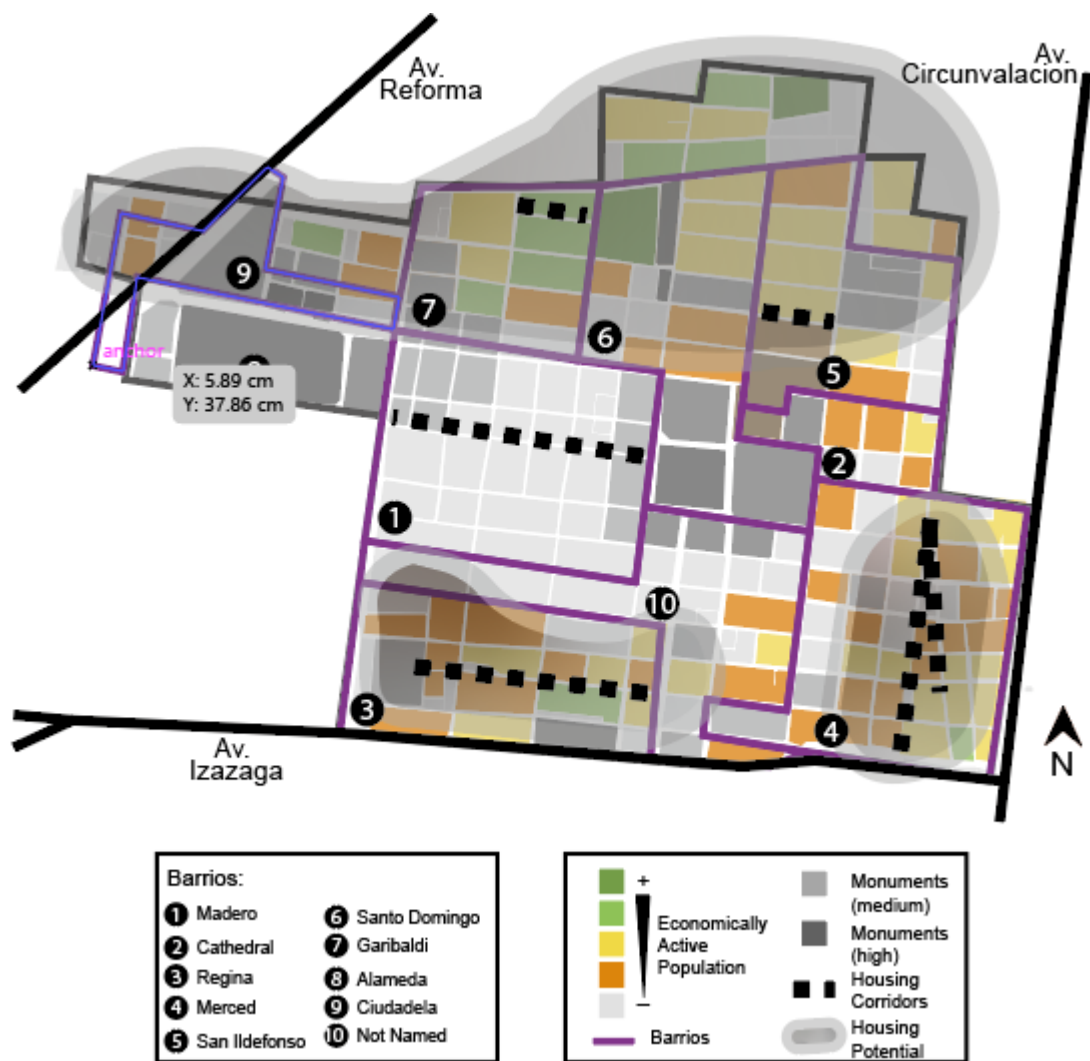 Av.
Reforma
Av.
Circunvalacion
9
7
6
5
anchor
X: 5.89 cm
Y: 37.86 cm
2
1
10
3
4
Av.
Izazaga
N
Barrios:
1 Madero
2 Cathedral
3 Regina
4 Merced
5 San Ildefonso
6 Santo Domingo
7 Garibaldi
8 Alameda
9 Ciudadela
10 Not Named
+
Economically
Active
Population
–
Barrios
Monuments
(medium)
Monuments
(high)
Housing
Corridors
Housing
Potential